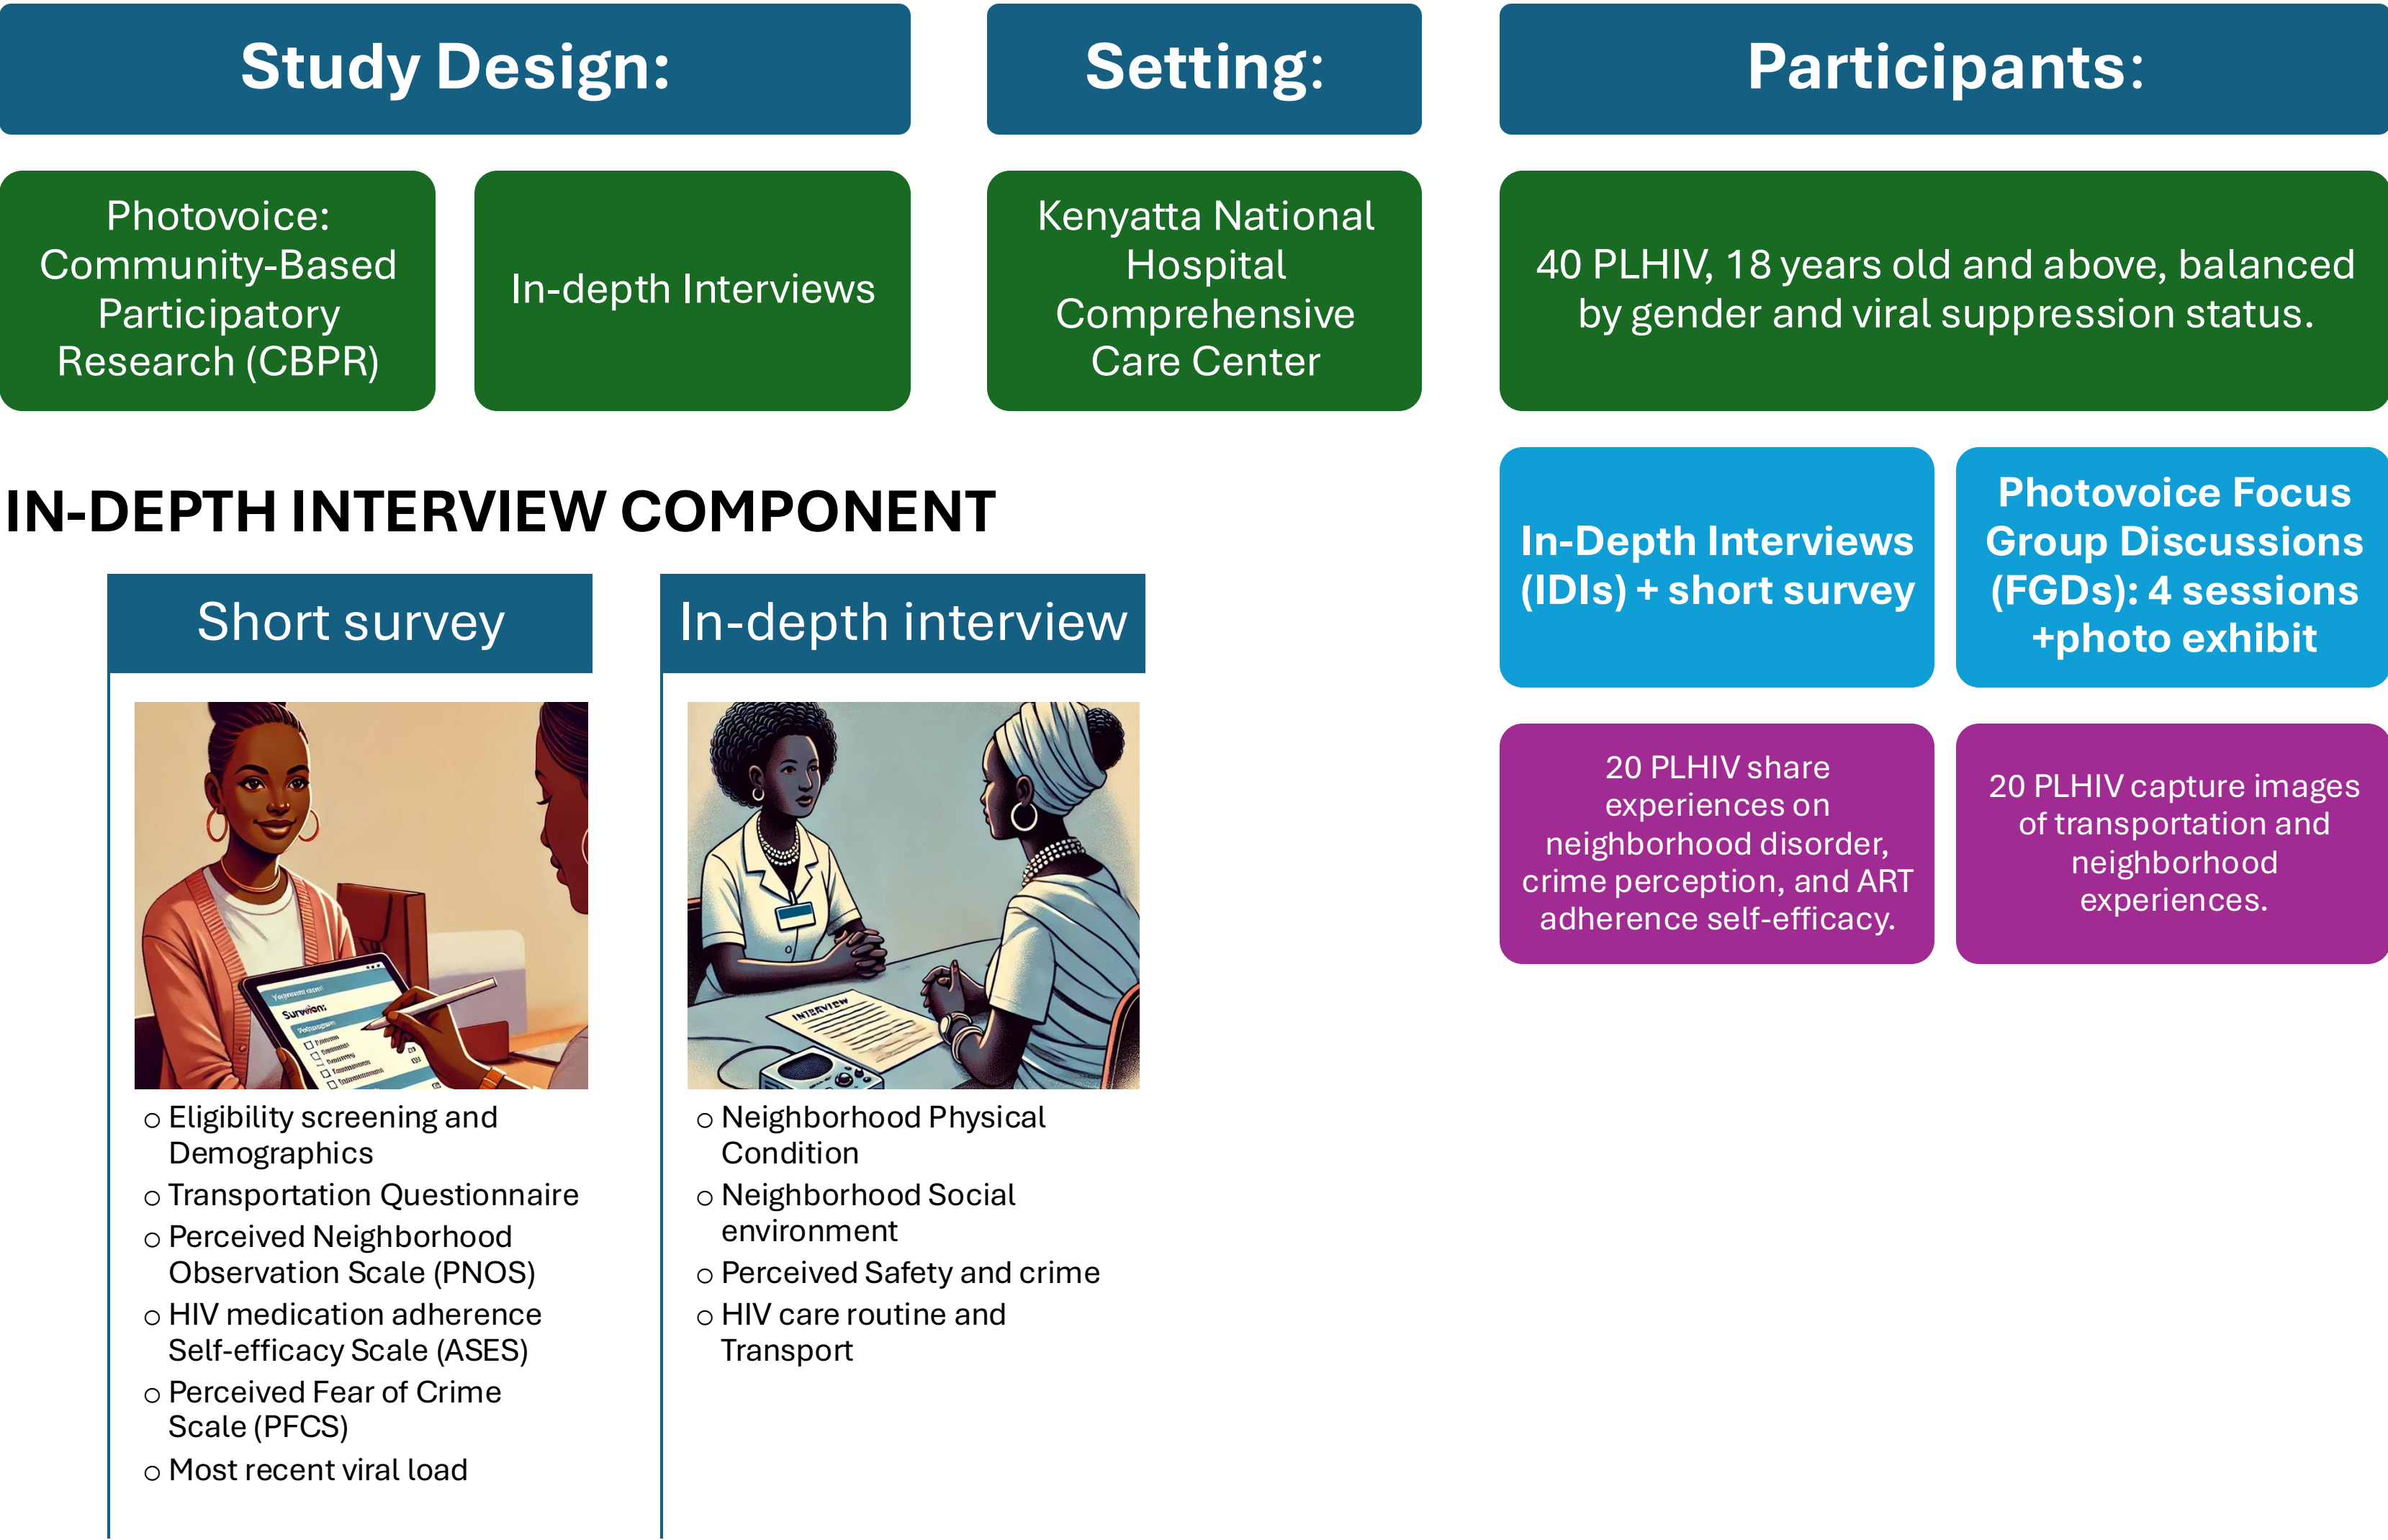 Study Design:
Setting:
Participants:
Photovoice:
Community-Based
Participatory
Research (CBPR)
In-depth Interviews
Kenyatta National
Hospital
Comprehensive
Care Center
40 PLHIV, 18 years old and above, balanced
by gender and viral suppression status.
In-Depth Interviews
(IDIs) + short survey
Photovoice Focus
Group Discussions
(FGDs): 4 sessions
+photo exhibit
20 PLHIV share
experiences on
neighborhood disorder,
crime perception, and ART
adherence self-efficacy.
20 PLHIV capture images
of transportation and
neighborhood
experiences.
IN-DEPTH INTERVIEW COMPONENT
Short survey
○ Eligibility screening and
Demographics
○ Transportation Questionnaire
○ Perceived Neighborhood
Observation Scale (PNOS)
○ HIV medication adherence
Self-efficacy Scale (ASES)
○ Perceived Fear of Crime
Scale (PFCS)
○ Most recent viral load
In-depth interview
INTERVIEW
○ Neighborhood Physical
Condition
○ Neighborhood Social
environment
○ Perceived Safety and crime
○ HIV care routine and
Transport